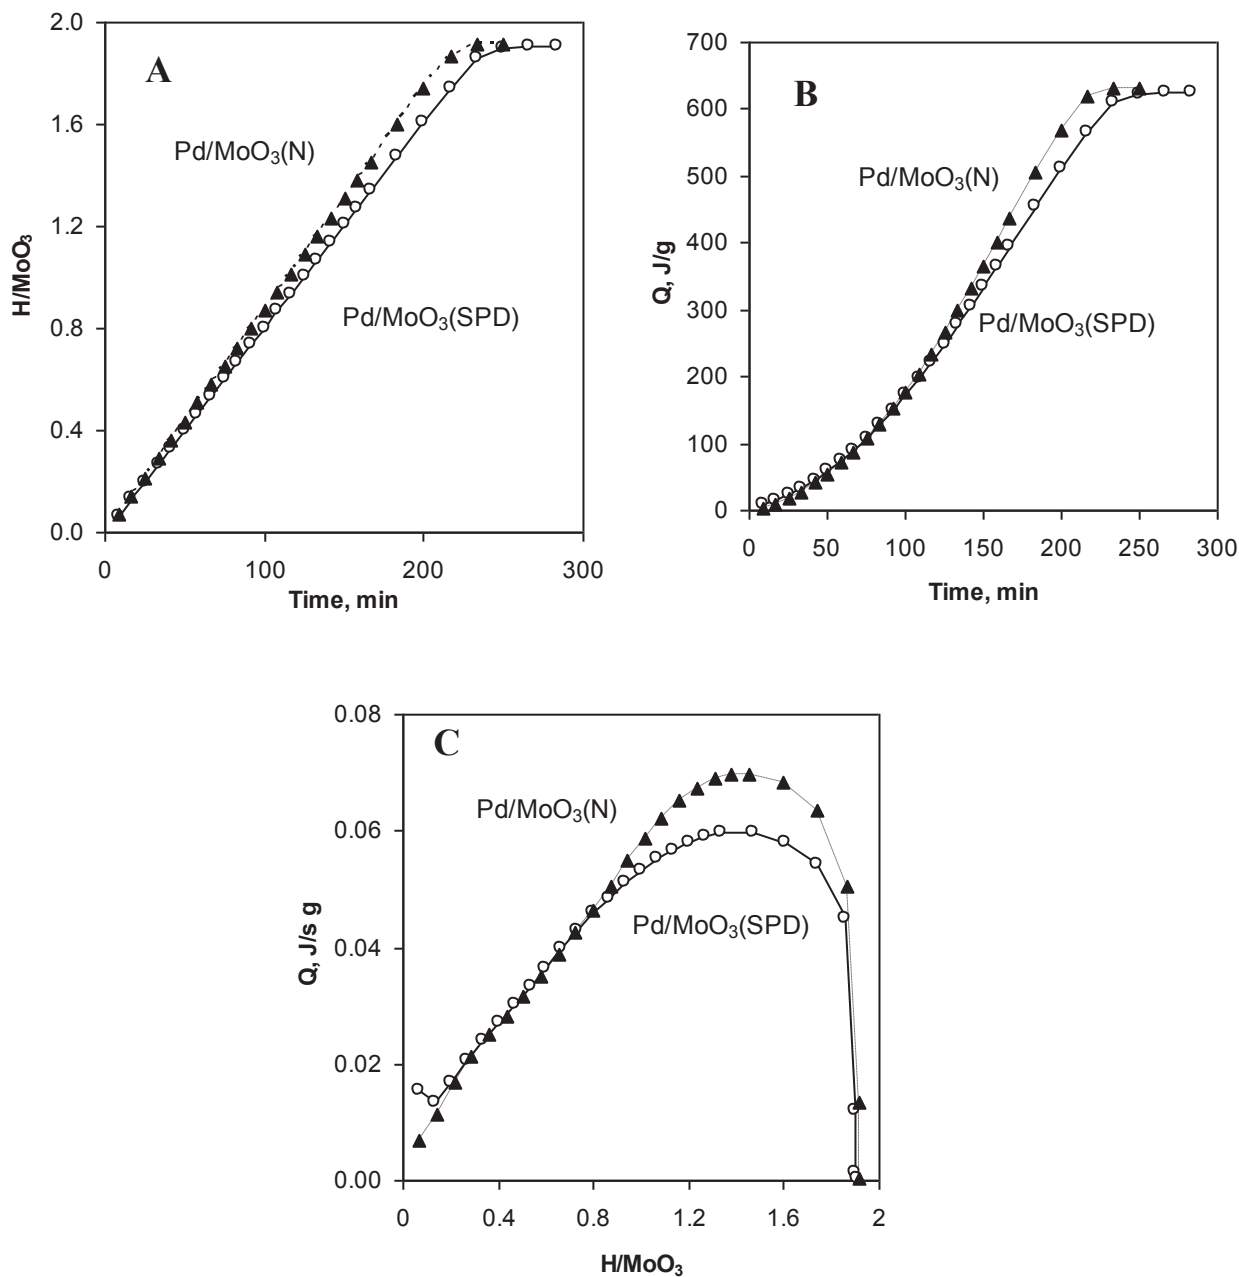 A
2.0
1.6
1.2
0.8
0.4
0.0
H/MoO₃
Pd/MoO₃(N)
Pd/MoO₃(SPD)
0 100 200 300
Time, min
B
700
600
500
400
300
200
100
0
Q, J/g
Pd/MoO₃(N)
Pd/MoO₃(SPD)
0 50 100 150 200 250 300
Time, min
C
0.08
0.06
0.04
0.02
0.00
Q, J/s g
Pd/MoO₃(N)
Pd/MoO₃(SPD)
0 0.4 0.8 1.2 1.6 2
H/MoO₃